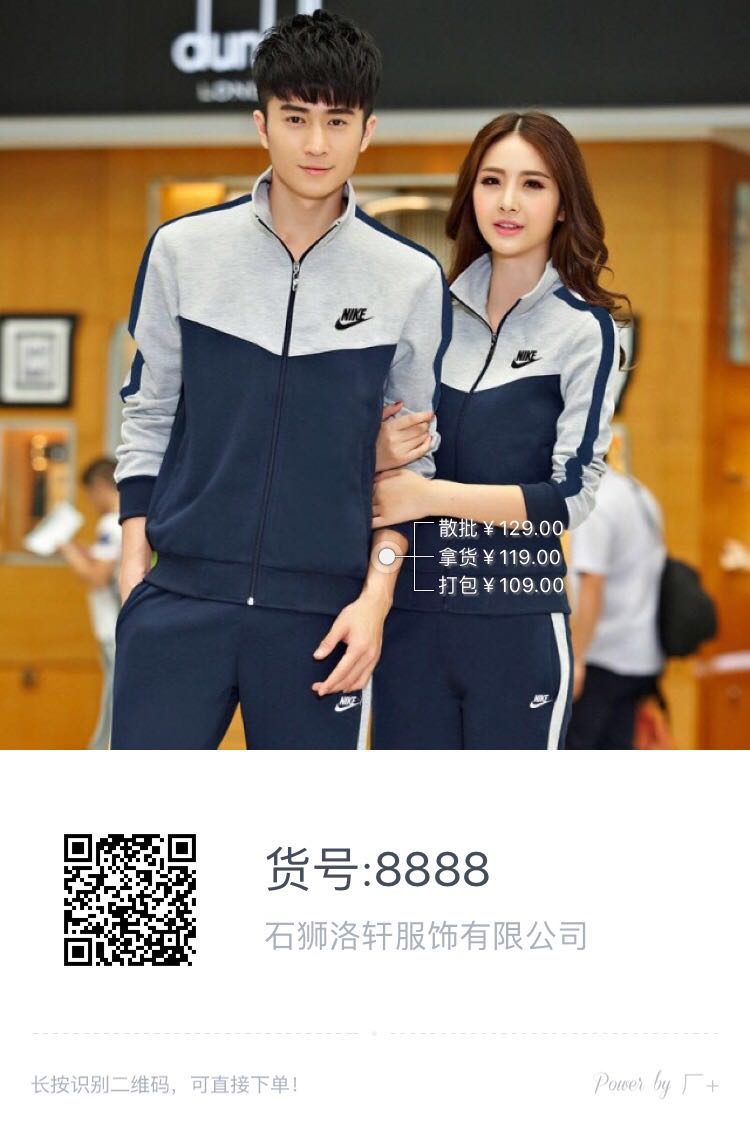 NIKE
NIKE
散批￥129.00
拿货￥119.00
打包￥109.00
NIKE
NIKE
货号:8888
石狮洛轩服饰有限公司
长按识别二维码，可直接下单！
Power by 厂+